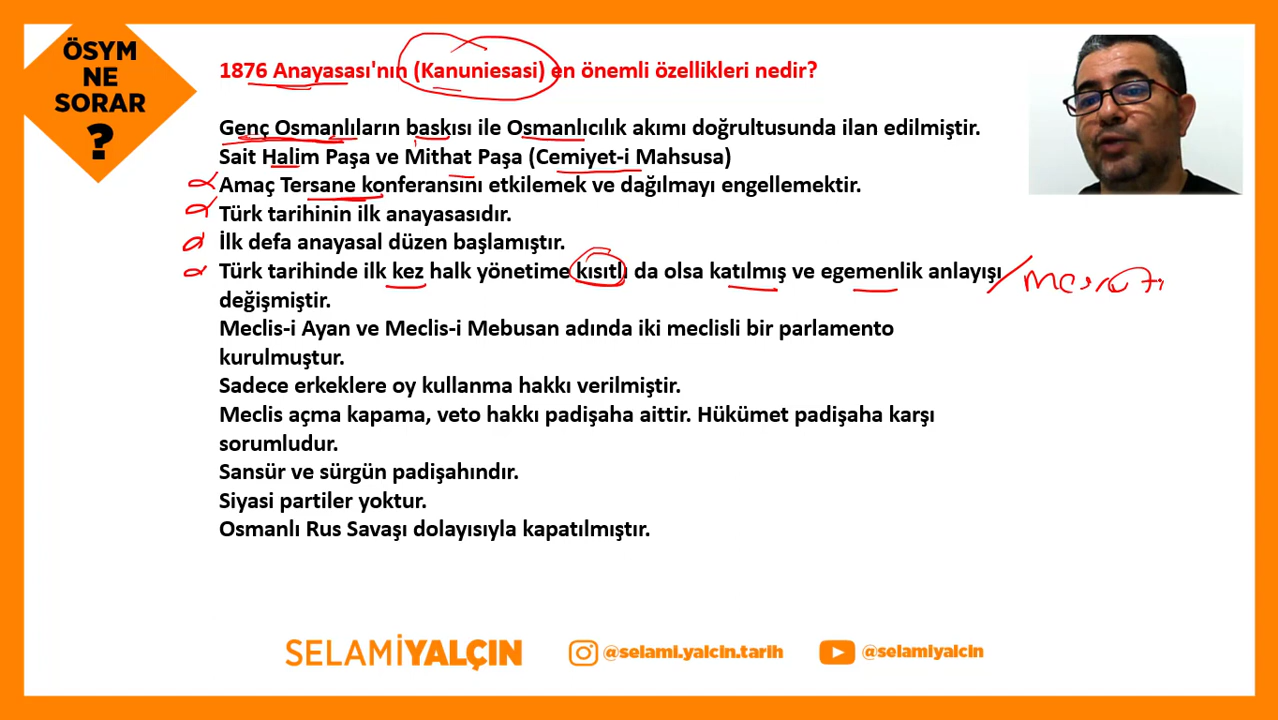 ÖSYM
NE
SORAR
?
1876 Anayasası'nın (Kanuniesasi) en önemli özellikleri nedir?
Genç Osmanlıların baskısı ile Osmanlıcılık akımı doğrultusunda ilan edilmiştir.
Sait Halim Paşa ve Mithat Paşa (Cemiyet-i Mahsusa)
Amaç Tersane konferansını etkilemek ve dağılmayı engellemektir.
Türk tarihinin ilk anayasasıdır.
İlk defa anayasal düzen başlamıştır.
Türk tarihinde ilk kez halk yönetime kısıtlı da olsa katılmış ve egemenlik anlayışı
değişmiştir.
Meclis-i Ayan ve Meclis-i Mebusan adında iki meclisli bir parlamento
kurulmuştur.
Sadece erkeklere oy kullanma hakkı verilmiştir.
Meclis açma kapama, veto hakkı padişaha aittir. Hükümet padişaha karşı
sorumludur.
Sansür ve sürgün padişahındır.
Siyasi partiler yoktur.
Osmanlı Rus Savaşı dolayısıyla kapatılmıştır.
SELAMİYALÇIN
@selami.yalcin.tarih
@selamiyalcin